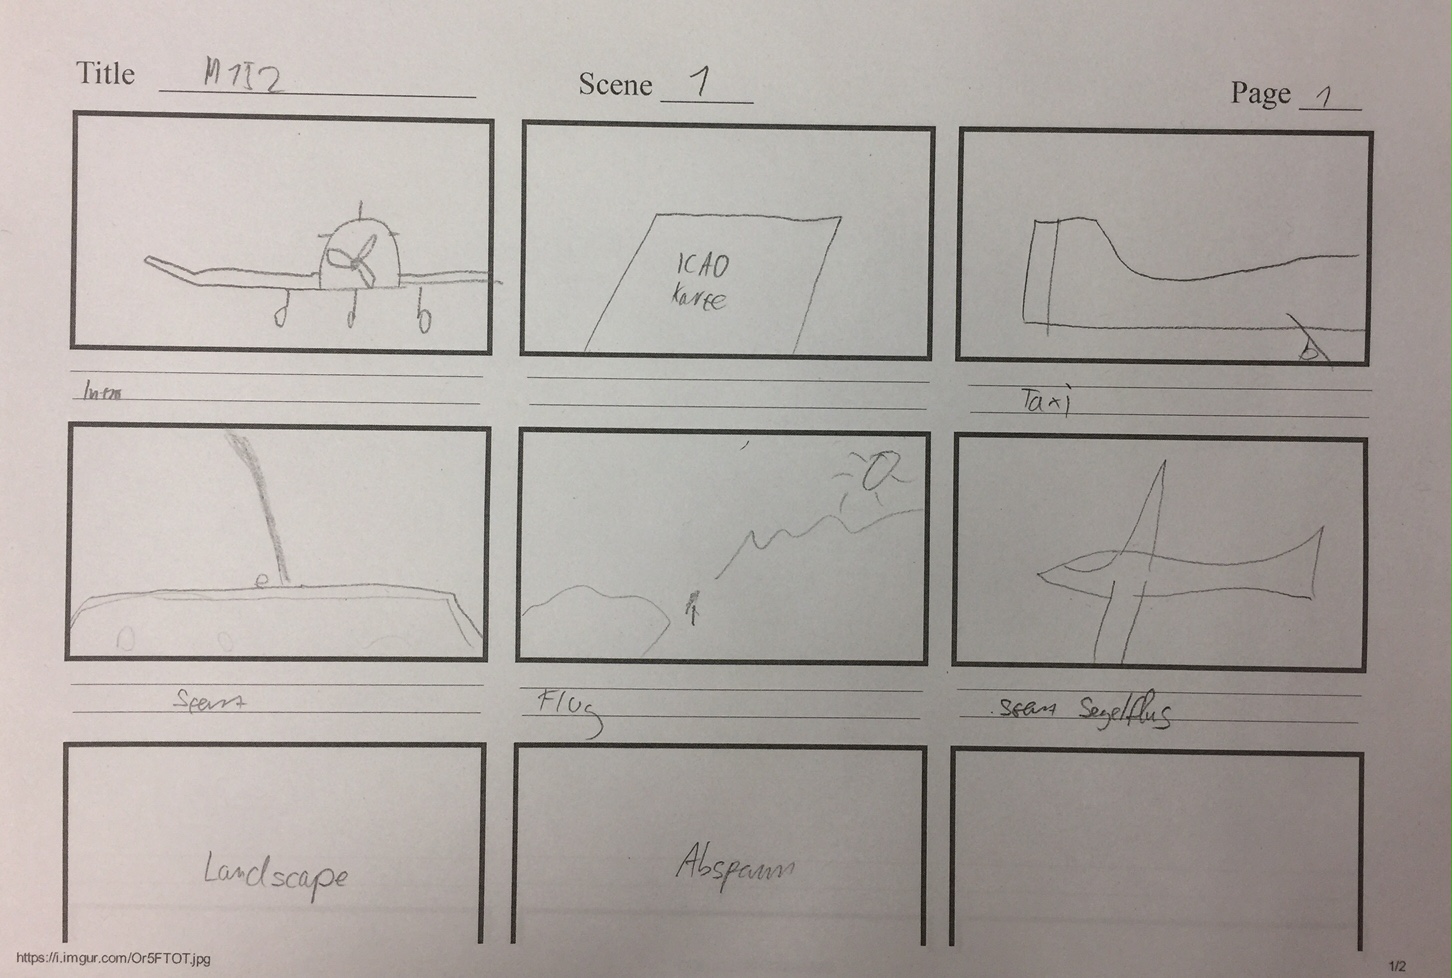 Title M1I2
Scene 1
Page 1
ICAO
Karte
Intro
Taxi
Start
Flug
Start Segelflug
Landscape
Abspann
https://i.imgur.com/Or5FTOT.jpg
1/2